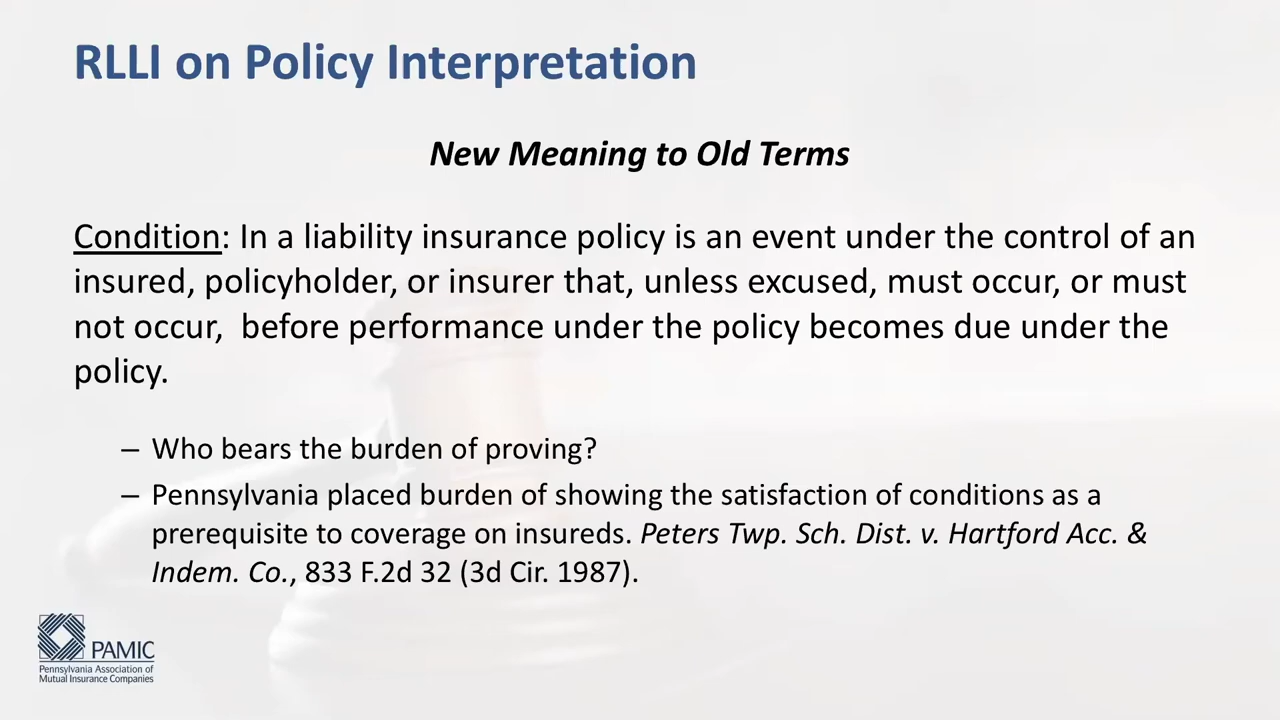 RLLI on Policy Interpretation
New Meaning to Old Terms
Condition: In a liability insurance policy is an event under the control of an
insured, policyholder, or insurer that, unless excused, must occur, or must
not occur,  before performance under the policy becomes due under the
policy.
– Who bears the burden of proving?
– Pennsylvania placed burden of showing the satisfaction of conditions as a
prerequisite to coverage on insureds. Peters Twp. Sch. Dist. v. Hartford Acc. &
Indem. Co., 833 F.2d 32 (3d Cir. 1987).
PAMIC
Pennsylvania Association of
Mutual Insurance Companies